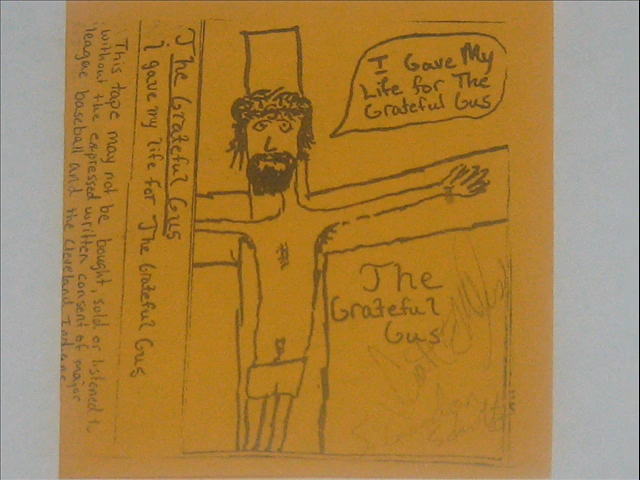 I Gave My
Life for The
Grateful Gus
The
Grateful
Gus
The Grateful Gus
i gave my life for The Grateful Gus
This tape may not be bought, sold or listened to
without the expressed written consent of major
league baseball and the Cleveland Indians